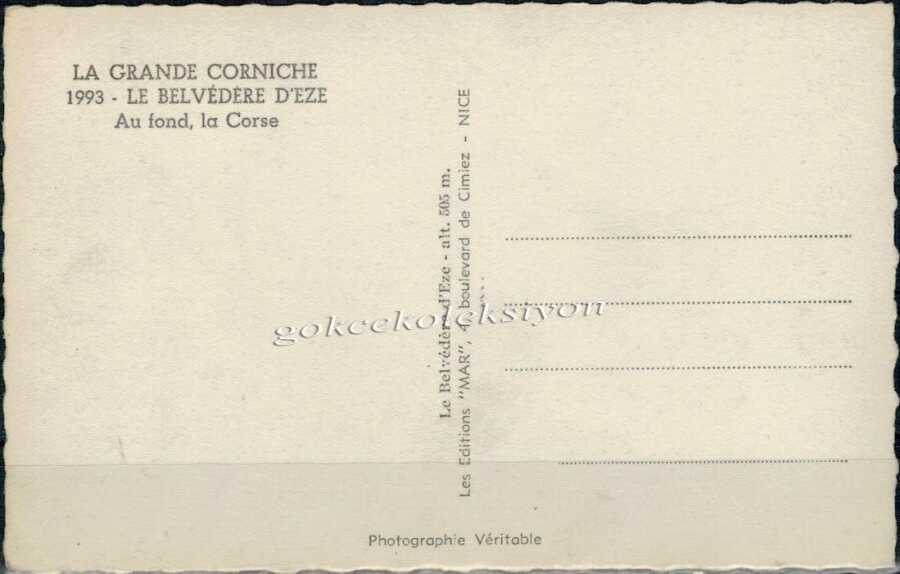 LA GRANDE CORNICHE
1993 - LE BELVÉDÈRE D'EZE
Au fond, la Corse
Le Belvédère d'Eze - alt. 505 m.
Les Editions "MAR", boulevard de Cimiez - NICE
gokcekoleksiyon
Photographie Véritable